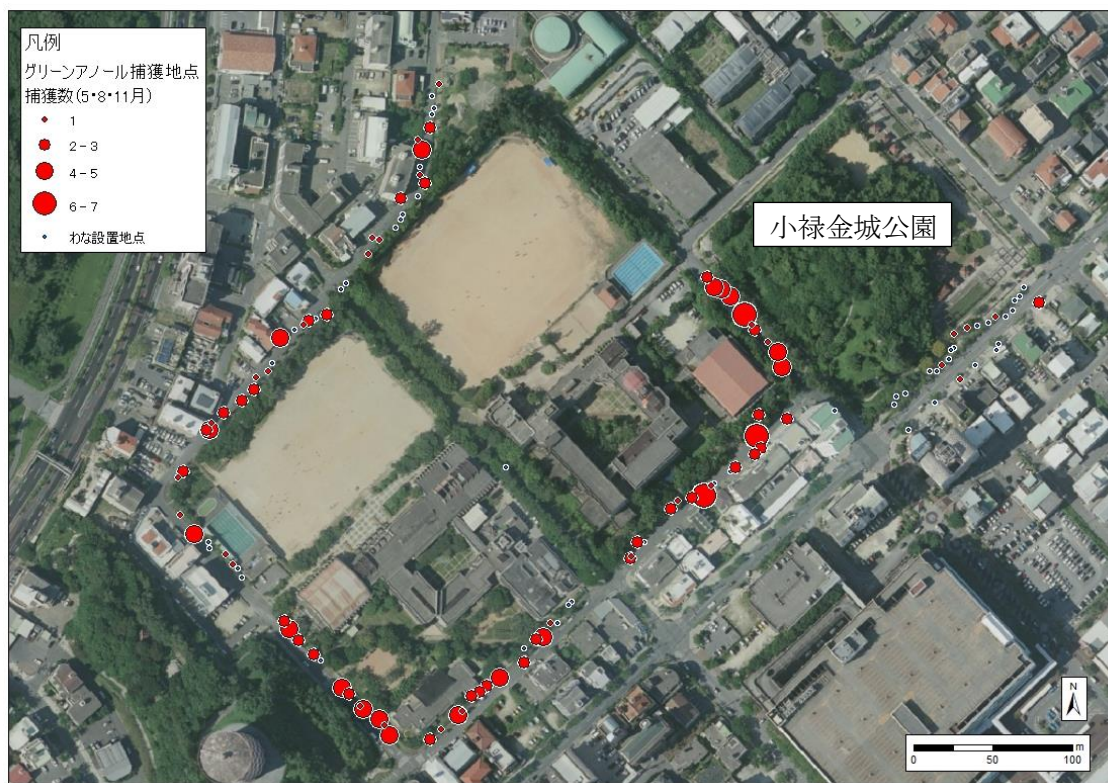 凡例
グリーンアノール捕獲地点
捕獲数(5・8・11月)
1
2-3
4-5
6-7
わな設置地点
小禄金城公園
N
m
0 50 100